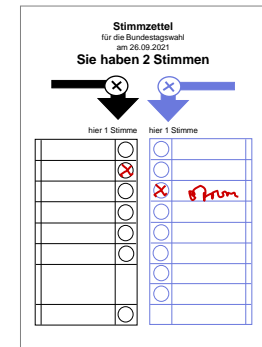 Stimmzettel
für die Bundestagswahl
am 26.09.2021
Sie haben 2 Stimmen
hier 1 Stimme hier 1 Stimme